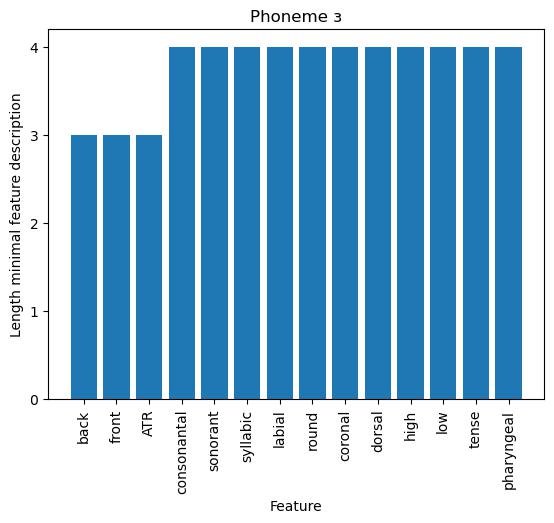 Phoneme ɜ
Length minimal feature description
4
3
2
1
0
back
front
ATR
consonantal
sonorant
syllabic
labial
round
coronal
dorsal
high
low
tense
pharyngeal
Feature